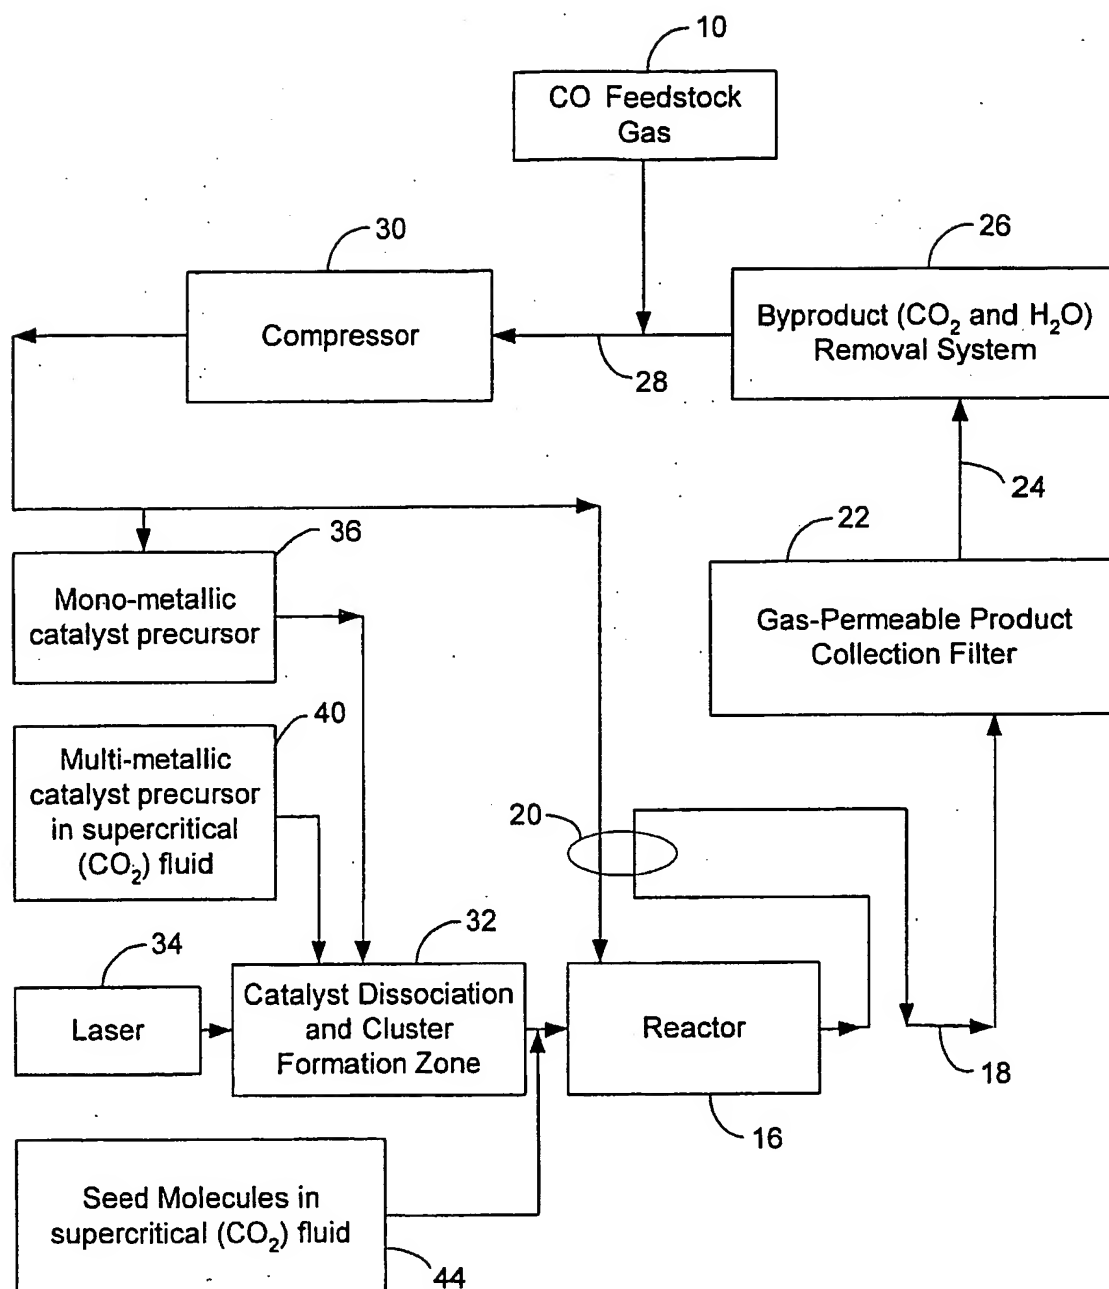 10
CO Feedstock
Gas
30
26
Compressor
Byproduct (CO₂ and H₂O)
Removal System
28
24
36
22
Mono-metallic
catalyst precursor
Gas-Permeable Product
Collection Filter
40
Multi-metallic
catalyst precursor
in supercritical
(CO₂) fluid
20
32
34
Laser
Catalyst Dissociation
and Cluster
Formation Zone
Reactor
18
16
Seed Molecules in
supercritical (CO₂) fluid
44